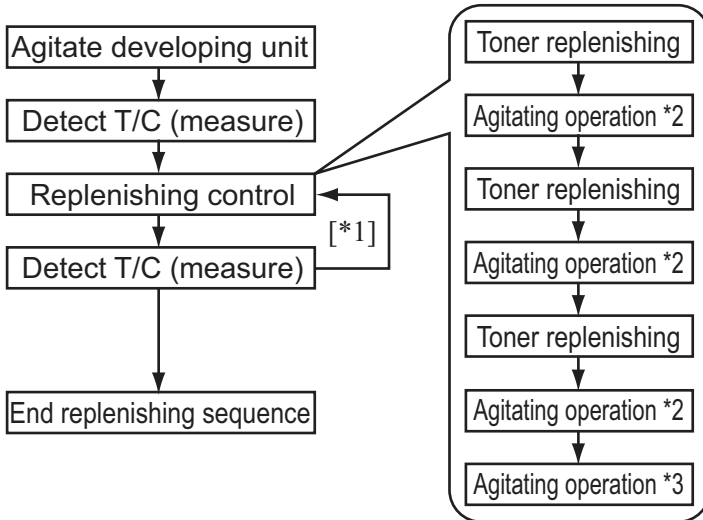 Agitate developing unit
Detect T/C (measure)
Replenishing control
[*1]
Detect T/C (measure)
End replenishing sequence
Toner replenishing
Agitating operation *2
Toner replenishing
Agitating operation *2
Toner replenishing
Agitating operation *2
Agitating operation *3